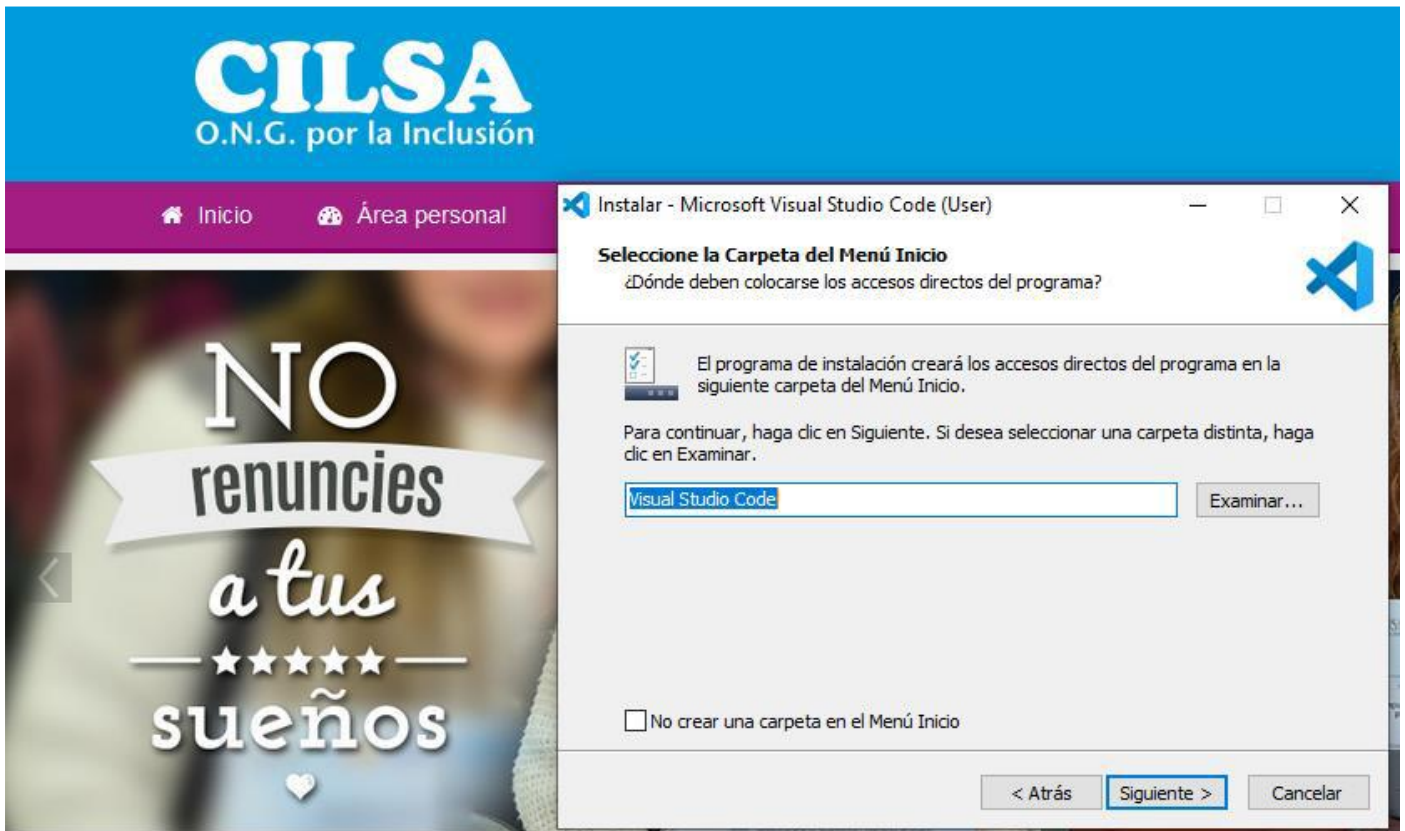 CILSA
O.N.G. por la Inclusión
Inicio
Área personal
NO
renuncies
a tus
sueños
Instalar - Microsoft Visual Studio Code (User)
Seleccione la Carpeta del Menú Inicio
¿Dónde deben colocarse los accesos directos del programa?
El programa de instalación creará los accesos directos del programa en la
siguiente carpeta del Menú Inicio.
Para continuar, haga clic en Siguiente. Si desea seleccionar una carpeta distinta, haga
clic en Examinar.
Visual Studio Code
Examinar...
No crear una carpeta en el Menú Inicio
< Atrás
Siguiente >
Cancelar